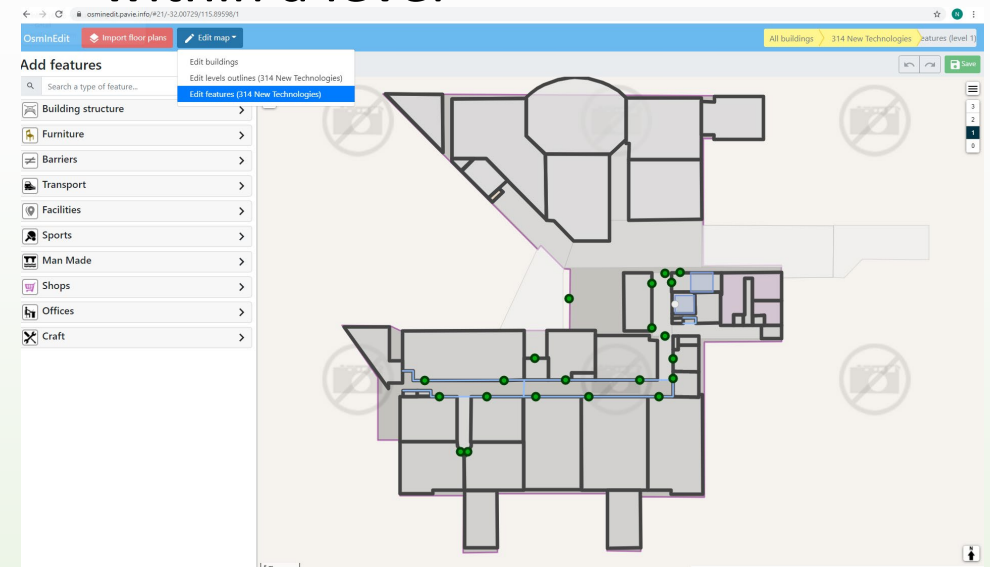 within a level
osminedit.pavie.info/#21/-32.00729/115.89598/1
N
OsmInEdit
Import floor plans
Edit map
All buildings
314 New Technologies
eatures (level 1)
Edit buildings
Edit levels outlines (314 New Technologies)
Edit features (314 New Technologies)
Add features
Save
Search a type of feature...
Building structure
Furniture
Barriers
Transport
Facilities
Sports
Man Made
Shops
Offices
Craft
3
2
1
0
N